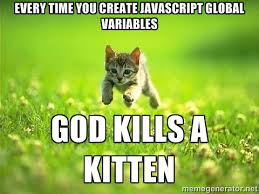 EVERY TIME YOU CREATE JAVASCRIPT GLOBAL
VARIABLES
GOD KILLS A
KITTEN
memegenerator.net